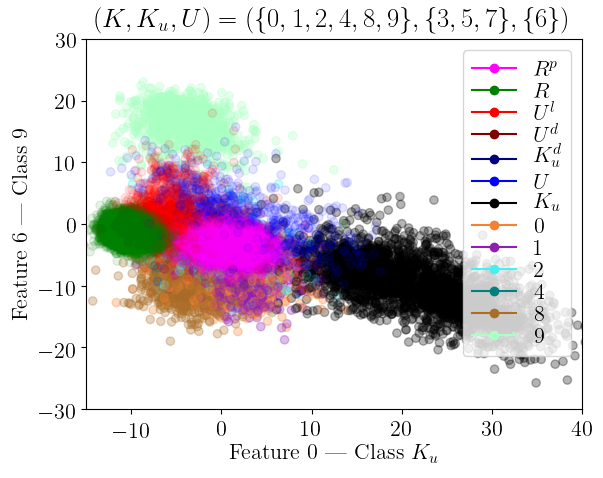 (K, K_u, U) = ({0, 1, 2, 4, 8, 9}, {3, 5, 7}, {6})
30
20
10
0
−10
−20
−30
Feature 6 — Class 9
R^p
R
U^l
U^d
K_u^d
U
K_u
0
1
2
4
8
9
−10 0 10 20 30 40
Feature 0 — Class K_u